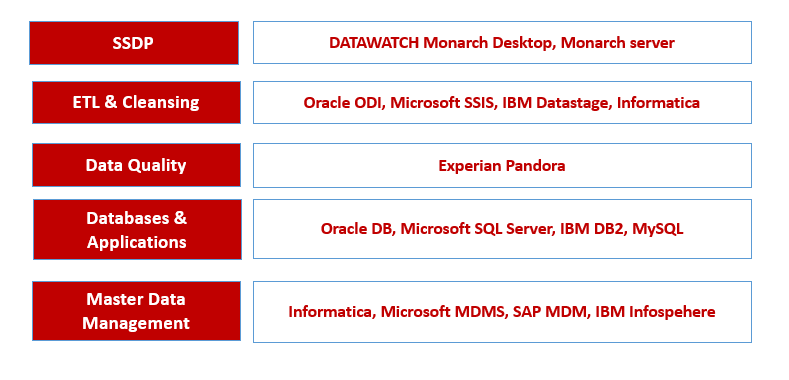 SSDP
DATAWATCH Monarch Desktop, Monarch server
ETL & Cleansing
Oracle ODI, Microsoft SSIS, IBM Datastage, Informatica
Data Quality
Experian Pandora
Databases &
Applications
Oracle DB, Microsoft SQL Server, IBM DB2, MySQL
Master Data
Management
Informatica, Microsoft MDMS, SAP MDM, IBM Infospehere